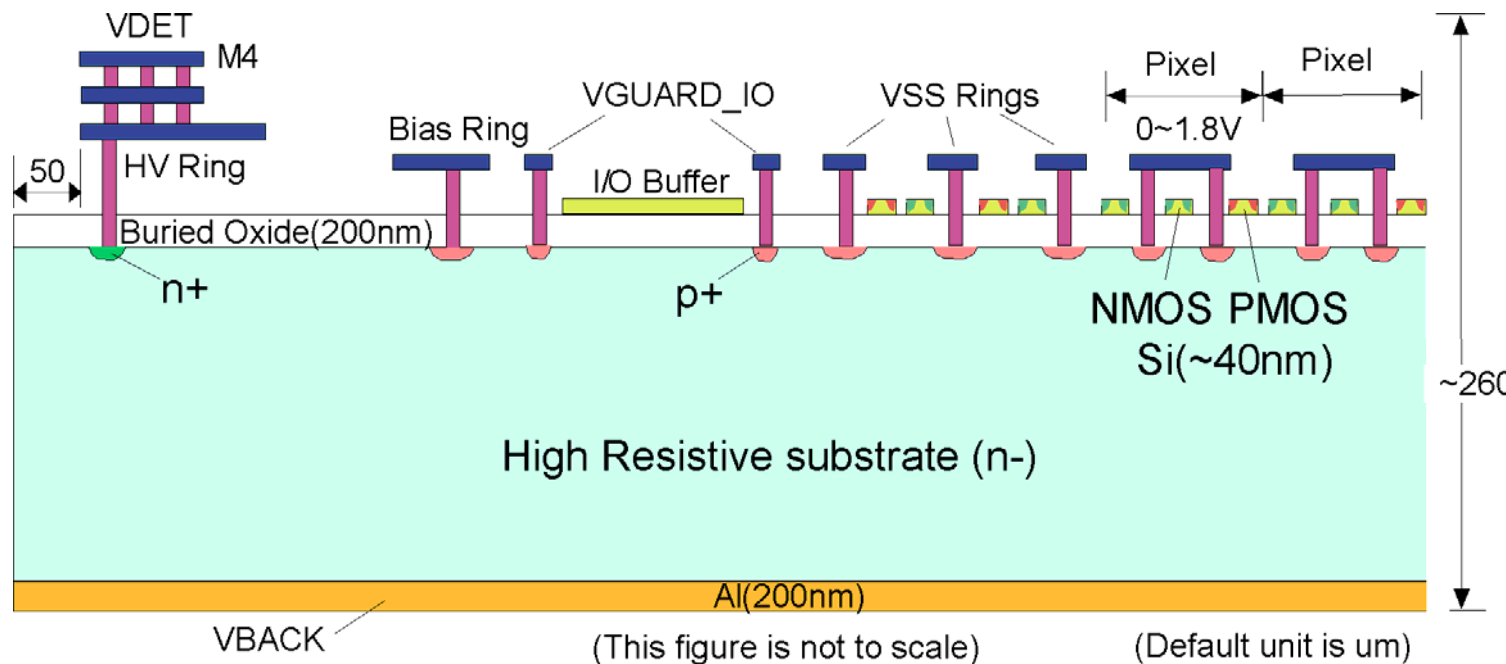 VDET
M4
HV Ring
50
Bias Ring
VGUARD_IO
I/O Buffer
VSS Rings
Pixel
Pixel
0~1.8V
Buried Oxide(200nm)
n+
p+
NMOS PMOS
Si(~40nm)
~260
High Resistive substrate (n-)
Al(200nm)
VBACK
(This figure is not to scale)
(Default unit is um)